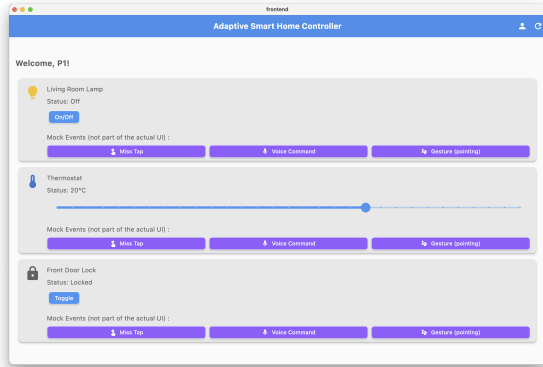 frontend
Adaptive Smart Home Controller
Welcome, P1!
Living Room Lamp
Status: Off
On/Off
Mock Events (not part of the actual UI) :
Miss Tap
Voice Command
Gesture (pointing)
Thermostat
Status: 20°C
Mock Events (not part of the actual UI) :
Miss Tap
Voice Command
Gesture (pointing)
Front Door Lock
Status: Locked
Toggle
Mock Events (not part of the actual UI) :
Miss Tap
Voice Command
Gesture (pointing)